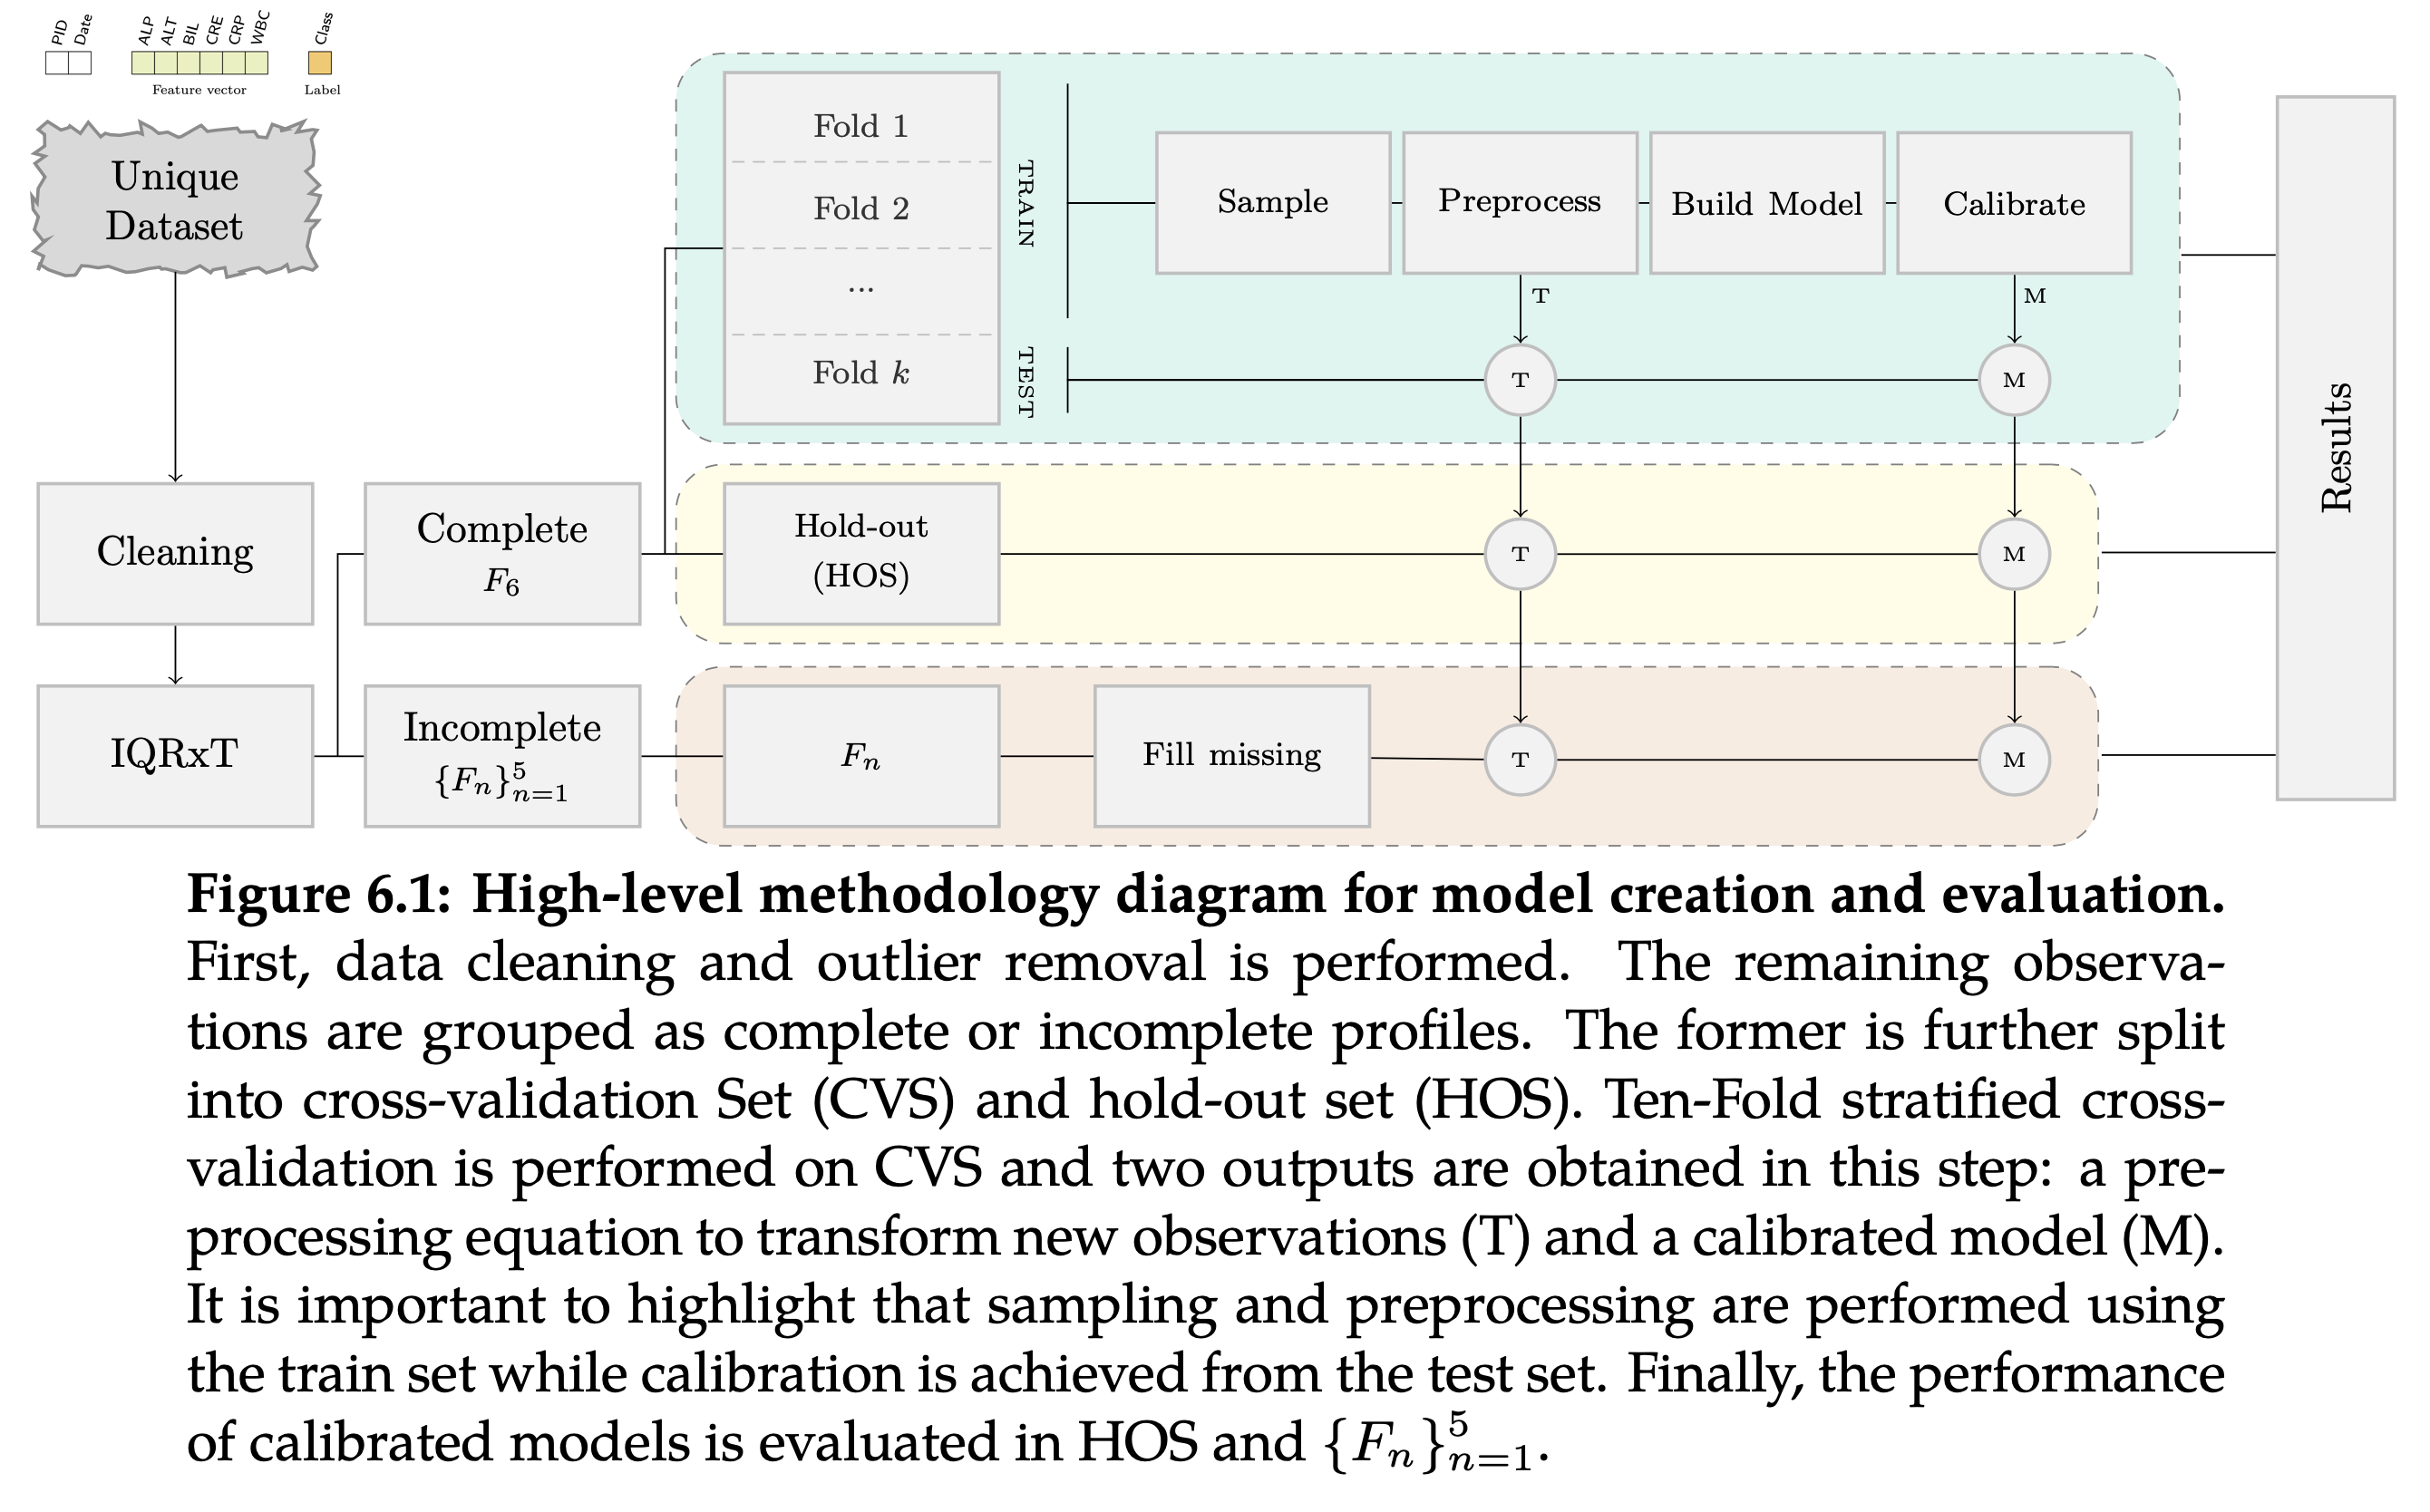 PID
Date
ALP
ALT
BIL
CRE
CRP
WBC
Class
Feature vector
Label
Unique
Dataset
Cleaning
IQRxT
Complete
F₆
Incomplete
{Fₙ}⁵ₙ₌₁
Fold 1
Fold 2
...
Fold k
TRAIN
TEST
Sample
Preprocess
Build Model
Calibrate
T
M
T
M
Hold-out
(HOS)
T
M
Fₙ
Fill missing
T
M
Results
Figure 6.1: High-level methodology diagram for model creation and evaluation.
First, data cleaning and outlier removal is performed. The remaining observa-
tions are grouped as complete or incomplete profiles. The former is further split
into cross-validation Set (CVS) and hold-out set (HOS). Ten-Fold stratified cross-
validation is performed on CVS and two outputs are obtained in this step: a pre-
processing equation to transform new observations (T) and a calibrated model (M).
It is important to highlight that sampling and preprocessing are performed using
the train set while calibration is achieved from the test set. Finally, the performance
of calibrated models is evaluated in HOS and {Fₙ}⁵ₙ₌₁.